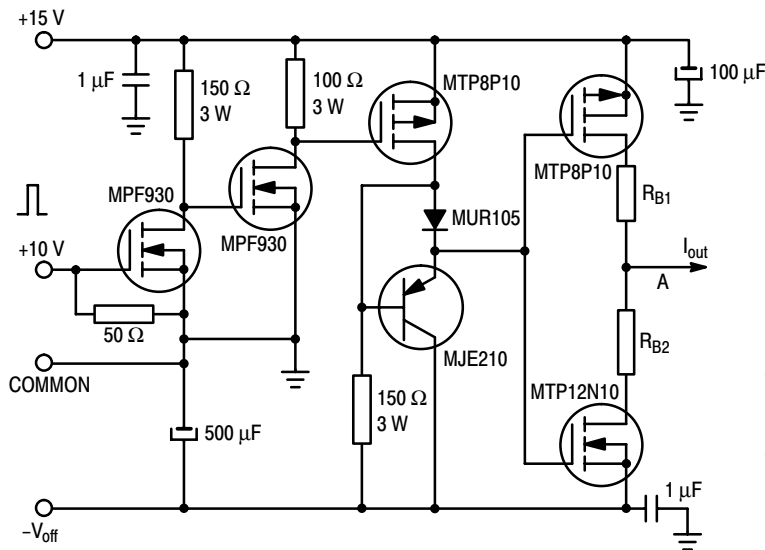 +15 V
1 μF
150 Ω
3 W
100 Ω
3 W
MTP8P10
100 μF
MTP8P10
MPF930
MPF930
MUR105
R_B1
+10 V
I_out
A
50 Ω
COMMON
MJE210
R_B2
150 Ω
3 W
MTP12N10
500 μF
1 μF
–V_off